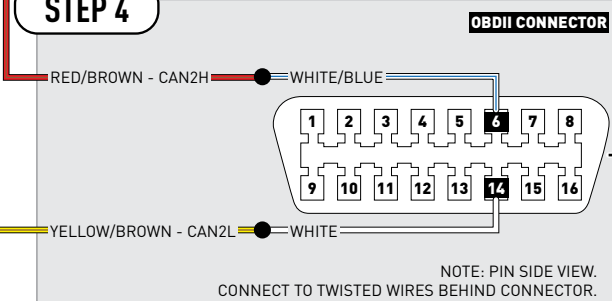 STEP 4
OBDII CONNECTOR
RED/BROWN - CAN2H
WHITE/BLUE
1 2 3 4 5 6 7 8
9 10 11 12 13 14 15 16
YELLOW/BROWN - CAN2L
WHITE
NOTE: PIN SIDE VIEW.
CONNECT TO TWISTED WIRES BEHIND CONNECTOR.